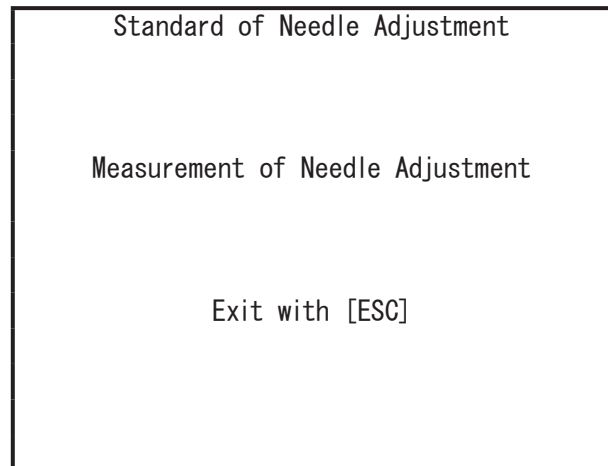 Standard of Needle Adjustment
Measurement of Needle Adjustment
Exit with [ESC]